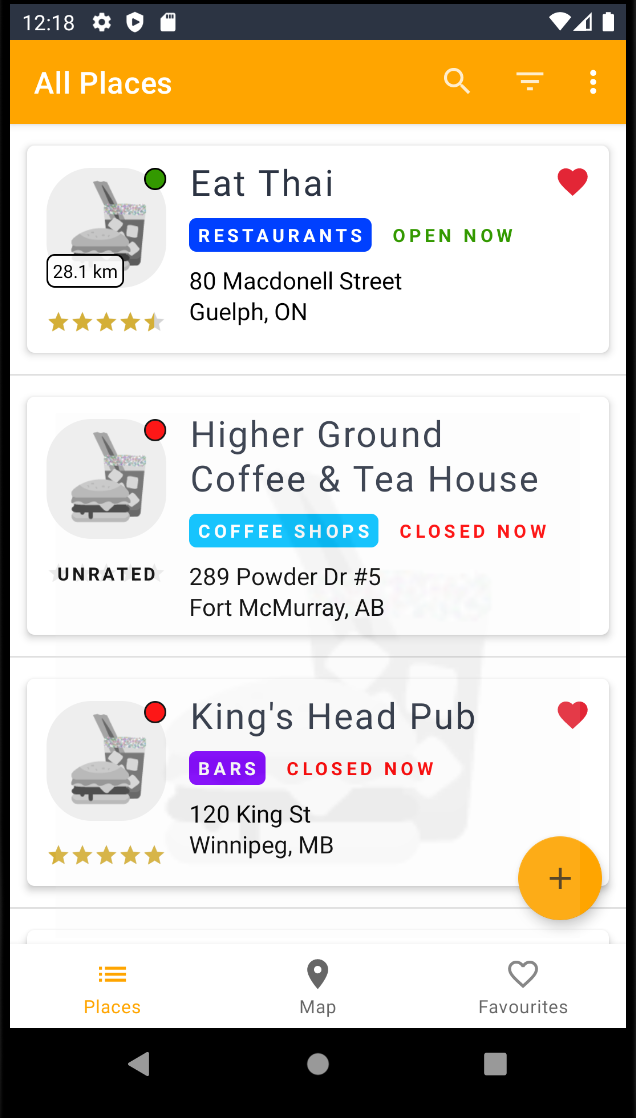 12:18
All Places
Eat Thai
RESTAURANTS OPEN NOW
28.1 km
80 Macdonell Street
Guelph, ON
Higher Ground
Coffee & Tea House
COFFEE SHOPS CLOSED NOW
UNRATED
289 Powder Dr #5
Fort McMurray, AB
King's Head Pub
BARS CLOSED NOW
120 King St
Winnipeg, MB
+
Places Map Favourites